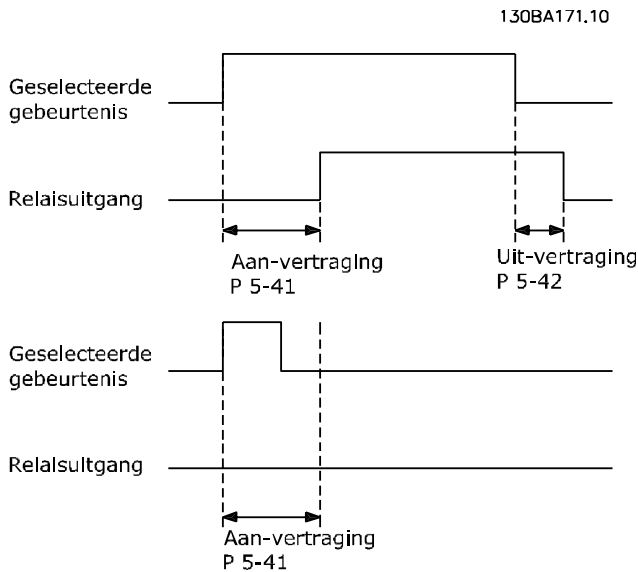 130BA171.10
Geselecteerde
gebeurtenis
Relaisuitgang
Aan-vertraging
P 5-41
Uit-vertraging
P 5-42
Geselecteerde
gebeurtenis
Relaisuitgang
Aan-vertraging
P 5-41